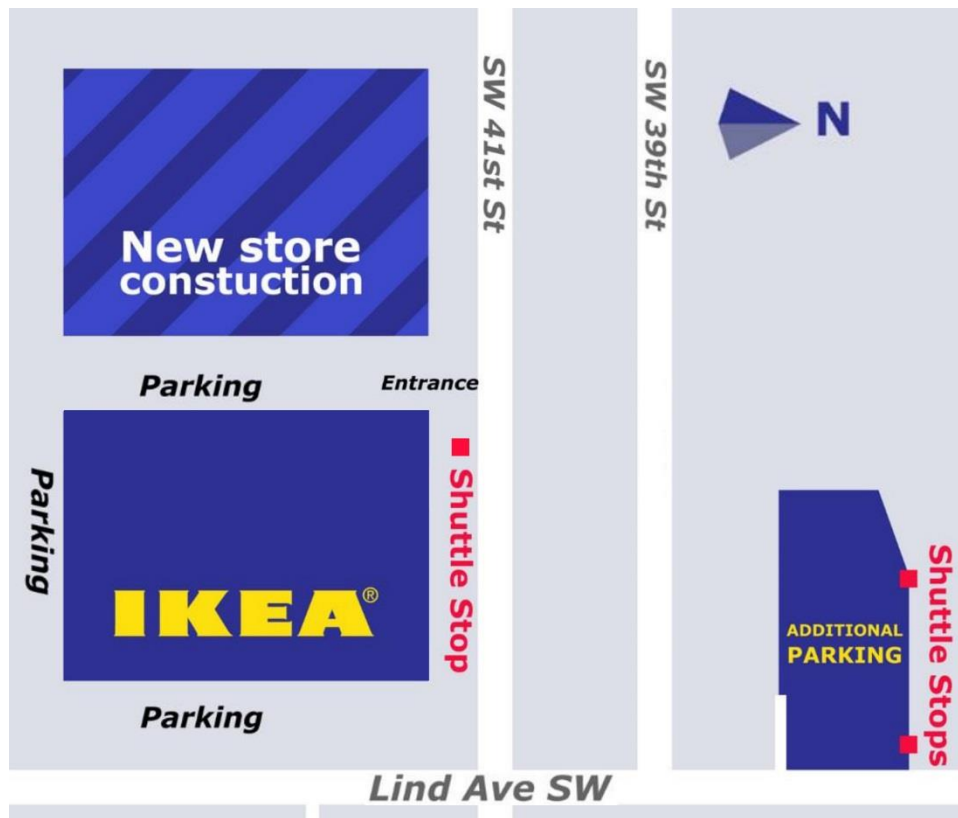 SW 41st St
SW 39th St
N
New store
constuction
Parking
Entrance
Parking
Shuttle Stop
IKEA®
Parking
ADDITIONAL
PARKING
Shuttle Stops
Lind Ave SW